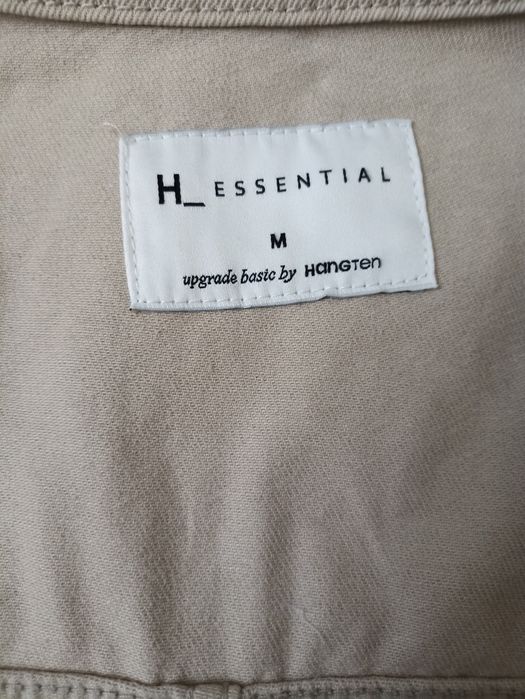 H_ ESSENTIAL
M
upgrade basic by HANGTEN